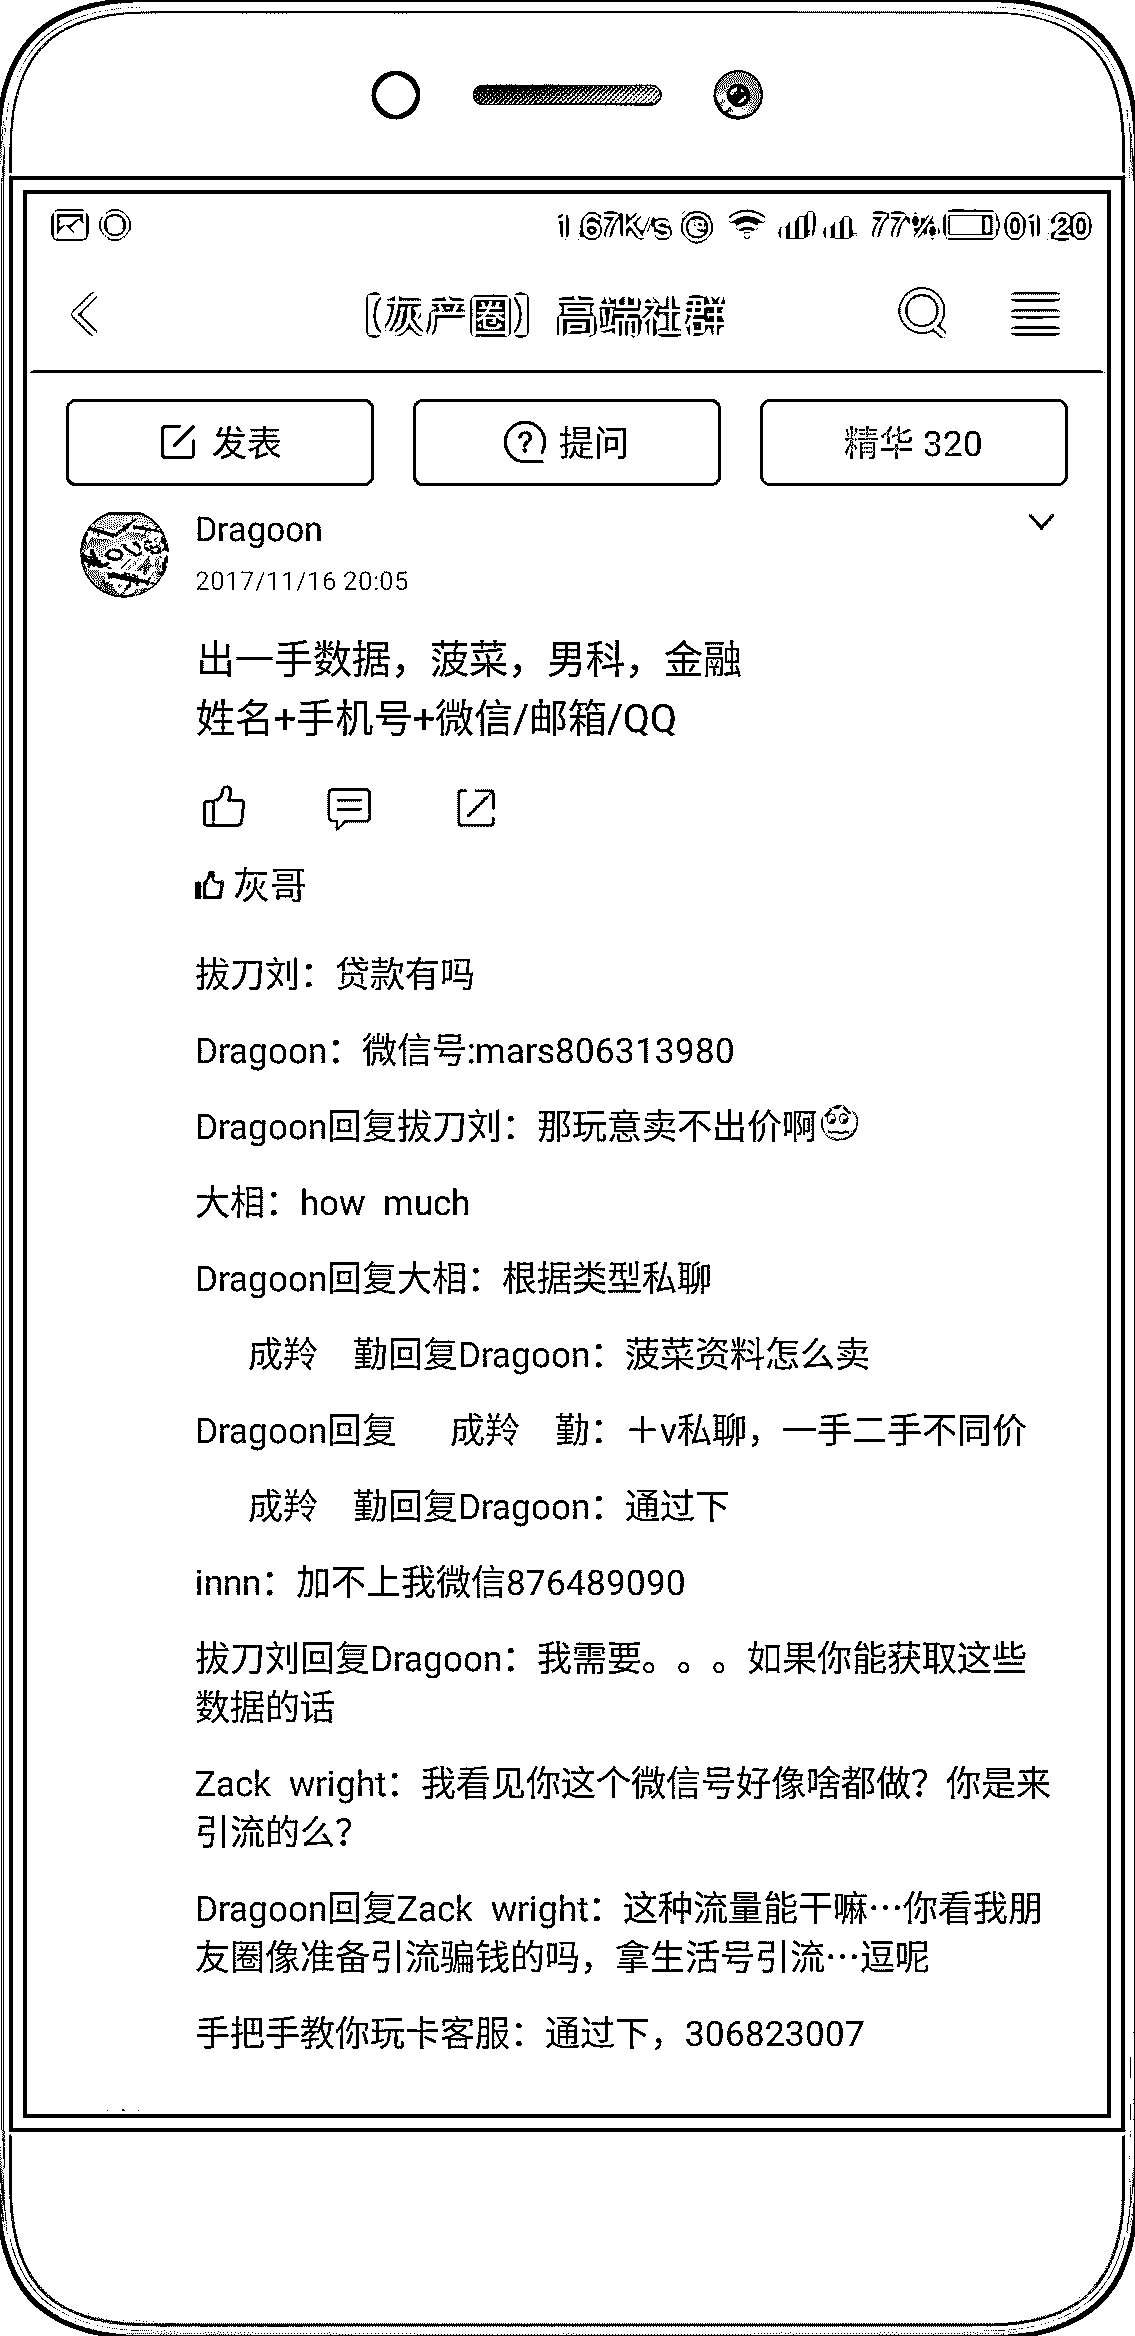 1.67K/s 77% 01:20
〔灰产圈〕高端社群
发表 提问 精华 320
Dragoon
2017/11/16 20:05
出一手数据，菠菜，男科，金融
姓名+手机号+微信/邮箱/QQ
灰哥
拔刀刘：贷款有吗
Dragoon：微信号:mars806313980
Dragoon回复拔刀刘：那玩意卖不出价啊🙄
大相：how much
Dragoon回复大相：根据类型私聊
成羚 勤回复Dragoon：菠菜资料怎么卖
Dragoon回复 成羚 勤：＋v私聊，一手二手不同价
成羚 勤回复Dragoon：通过下
innn：加不上我微信876489090
拔刀刘回复Dragoon：我需要。。。如果你能获取这些
数据的话
Zack wright：我看见你这个微信号好像啥都做？你是来
引流的么？
Dragoon回复Zack wright：这种流量能干嘛…你看我朋
友圈像准备引流骗钱的吗，拿生活号引流…逗呢
手把手教你玩卡客服：通过下，306823007